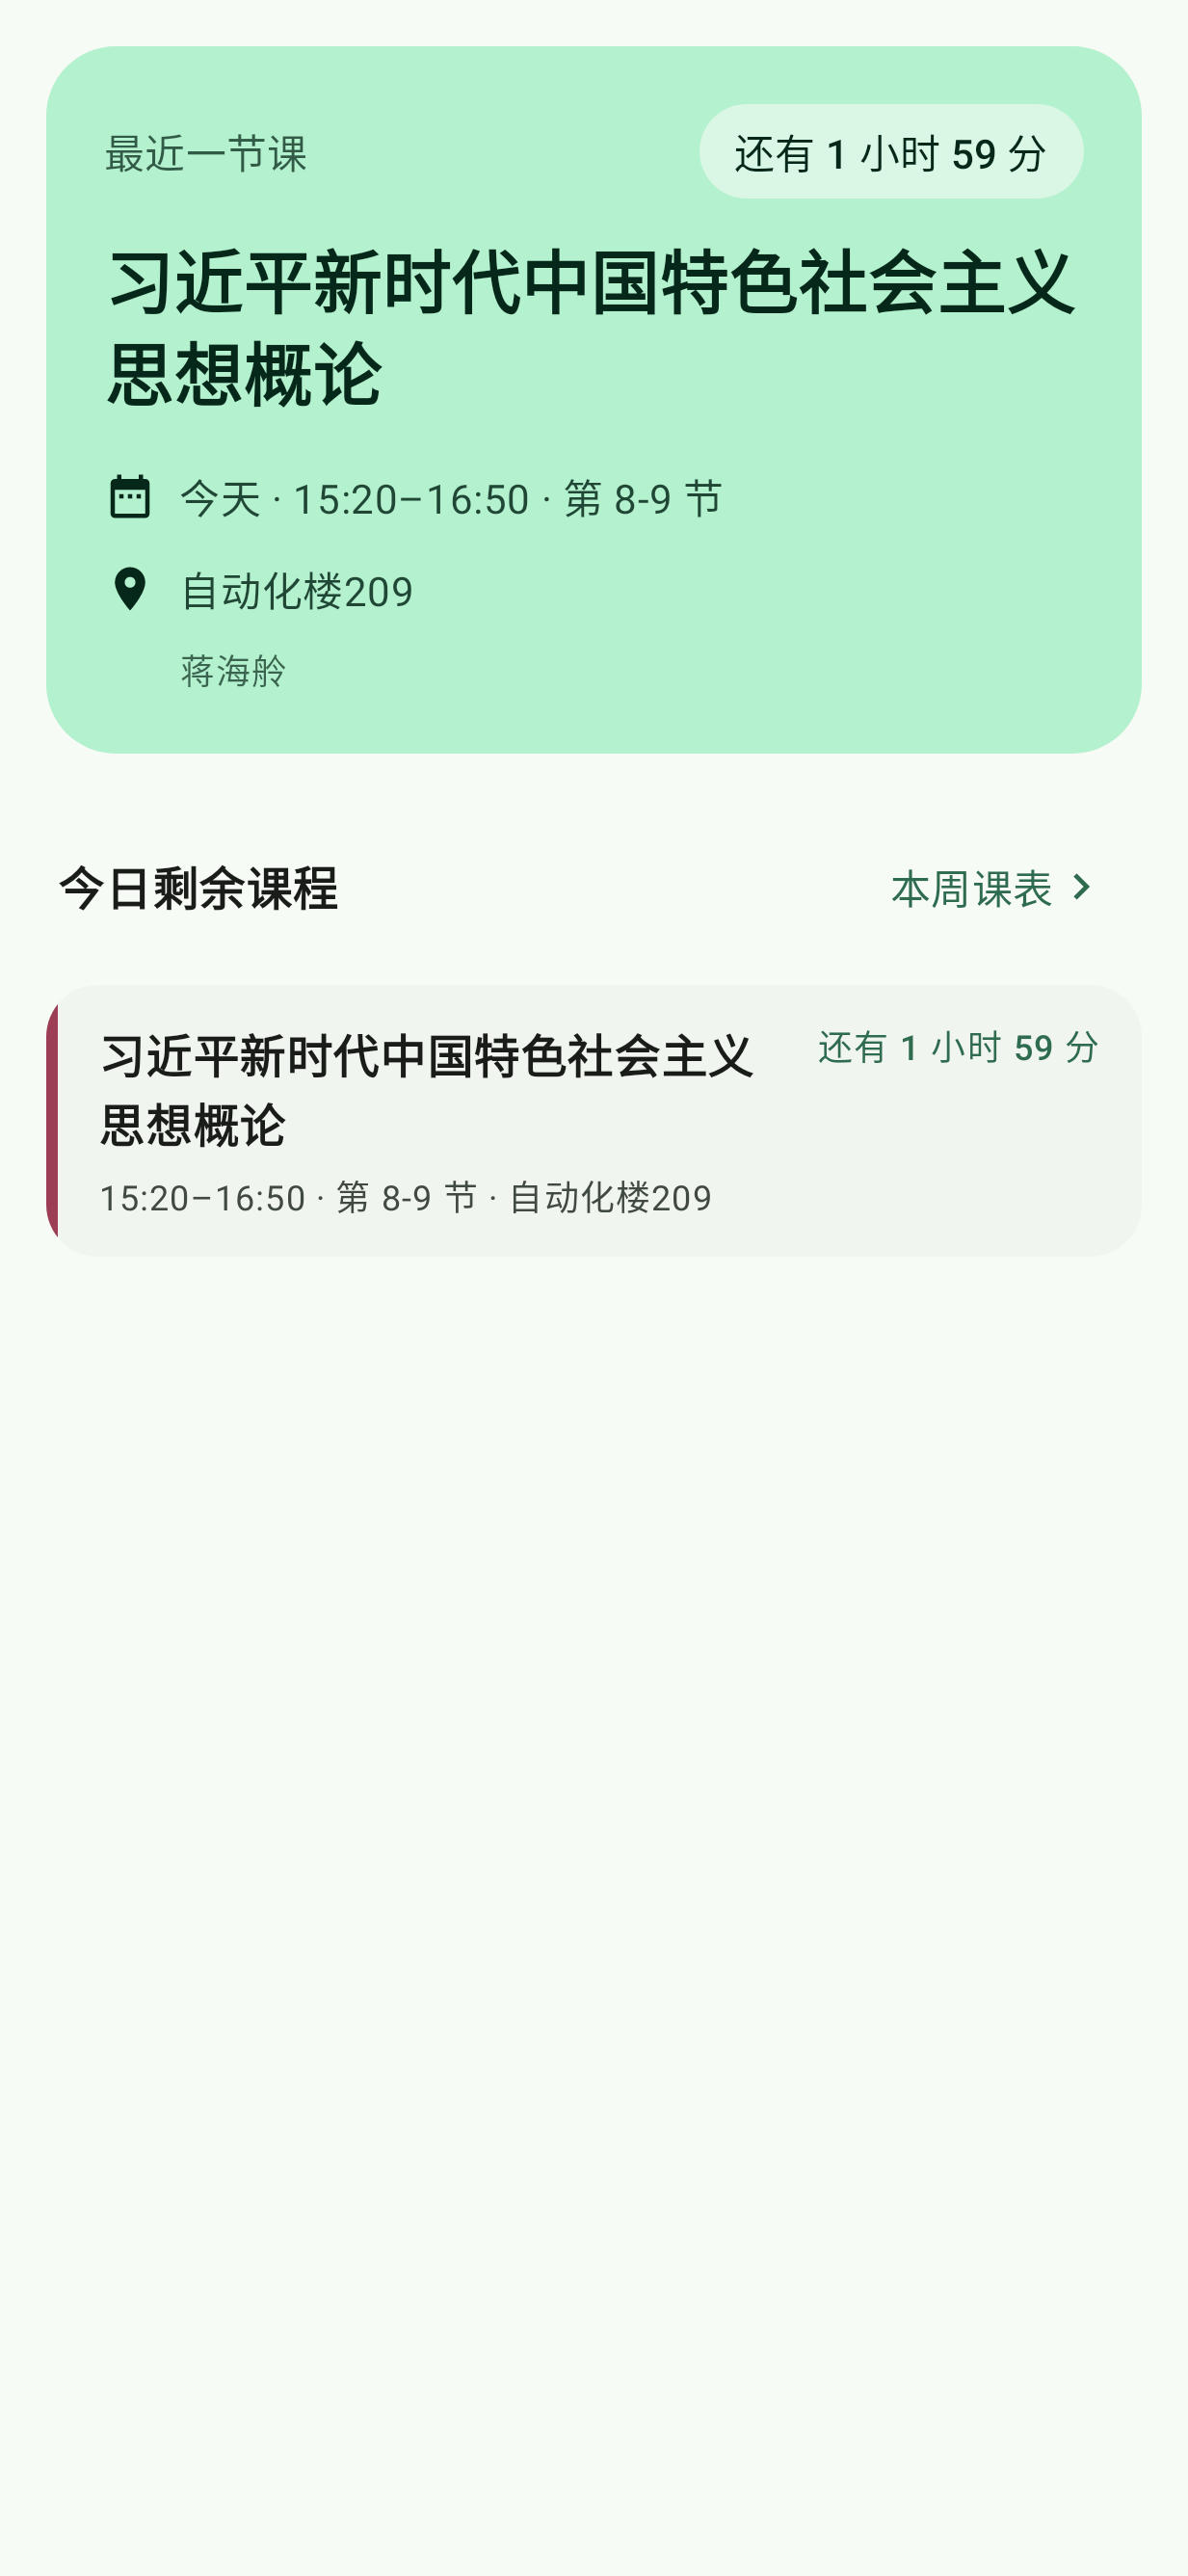 最近一节课
还有 1 小时 59 分
习近平新时代中国特色社会主义
思想概论
今天 · 15:20–16:50 · 第 8-9 节
自动化楼209
蒋海舲
今日剩余课程
本周课表
习近平新时代中国特色社会主义
还有 1 小时 59 分
思想概论
15:20–16:50 · 第 8-9 节 · 自动化楼209